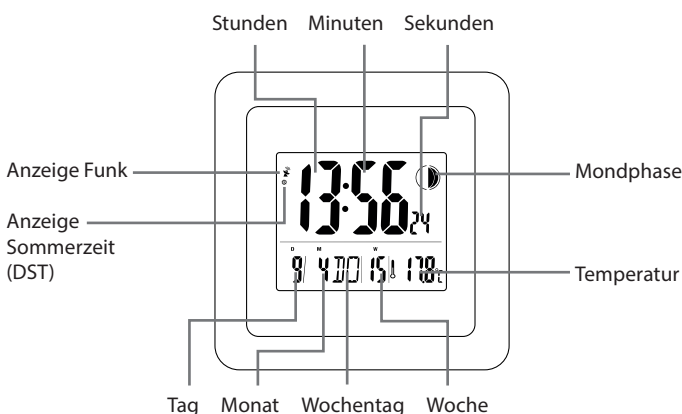 Stunden Minuten Sekunden
Anzeige Funk
13:56
24
Mondphase
Anzeige
Sommerzeit
(DST)
D M W
9 4 DO 15 17.8°C
Temperatur
Tag Monat Wochentag Woche